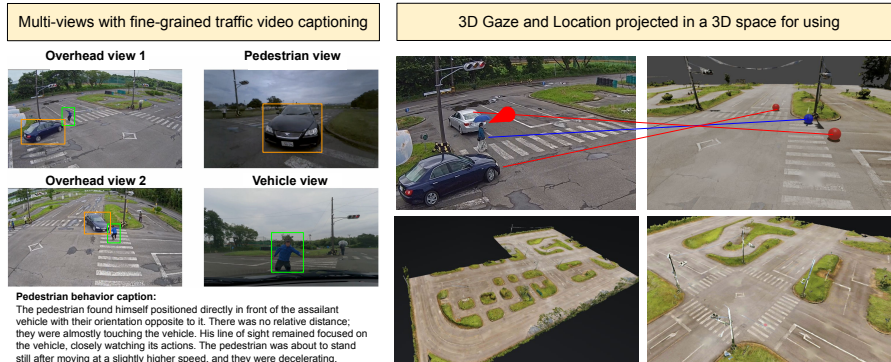 Multi-views with fine-grained traffic video captioning
3D Gaze and Location projected in a 3D space for using
Overhead view 1
Pedestrian view
Overhead view 2
Vehicle view
Pedestrian behavior caption:
The pedestrian found himself positioned directly in front of the assailant
vehicle with their orientation opposite to it. There was no relative distance;
they were almostly touching the vehicle. His line of sight remained focused on
the vehicle, closely watching its actions. The pedestrian was about to stand
still after moving at a slightly higher speed, and they were decelerating.